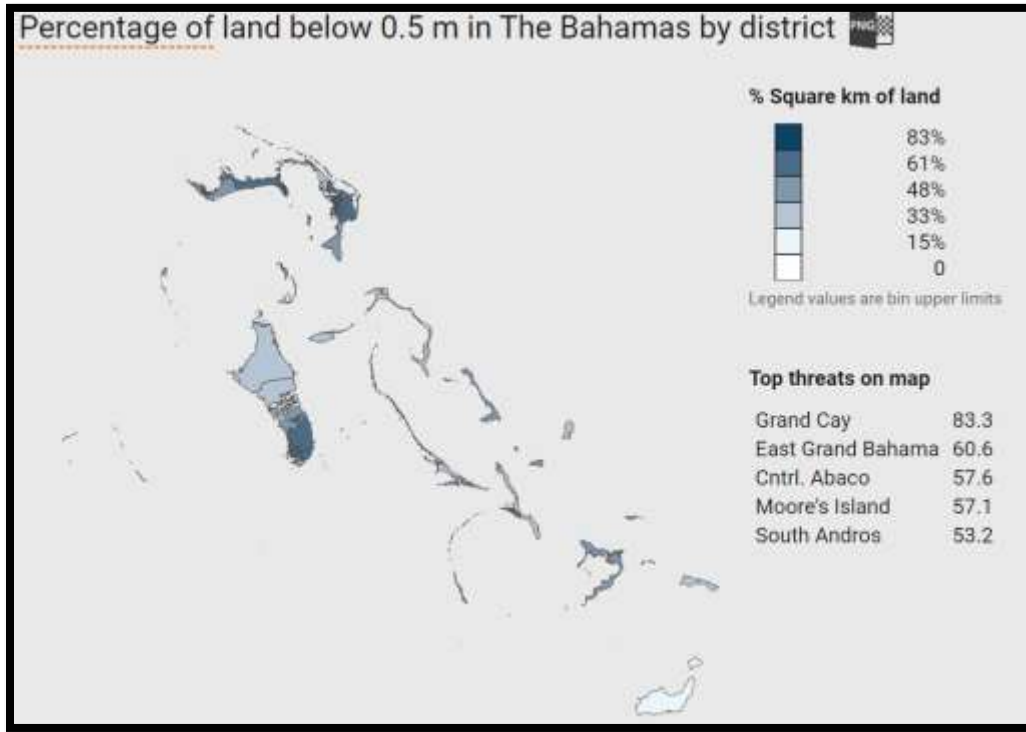 Percentage of land below 0.5 m in The Bahamas by district
PNG
% Square km of land
83%
61%
48%
33%
15%
0
Legend values are bin upper limits
Top threats on map
Grand Cay 83.3
East Grand Bahama 60.6
Cntrl. Abaco 57.6
Moore's Island 57.1
South Andros 53.2